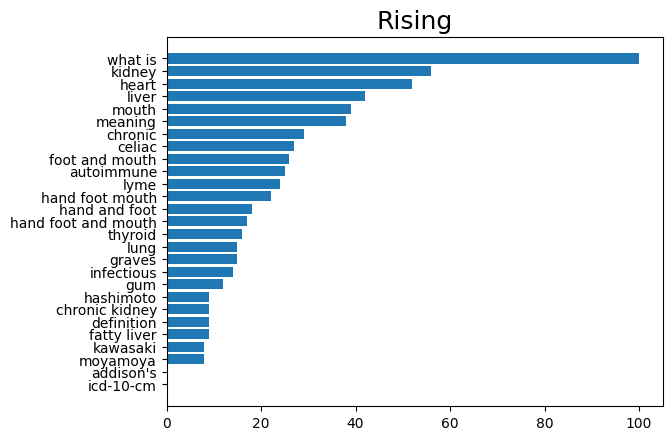 Rising
what is
kidney
heart
liver
mouth
meaning
chronic
celiac
foot and mouth
autoimmune
lyme
hand foot mouth
hand and foot
hand foot and mouth
thyroid
lung
graves
infectious
gum
hashimoto
chronic kidney
definition
fatty liver
kawasaki
moyamoya
addison's
icd-10-cm
0 20 40 60 80 100